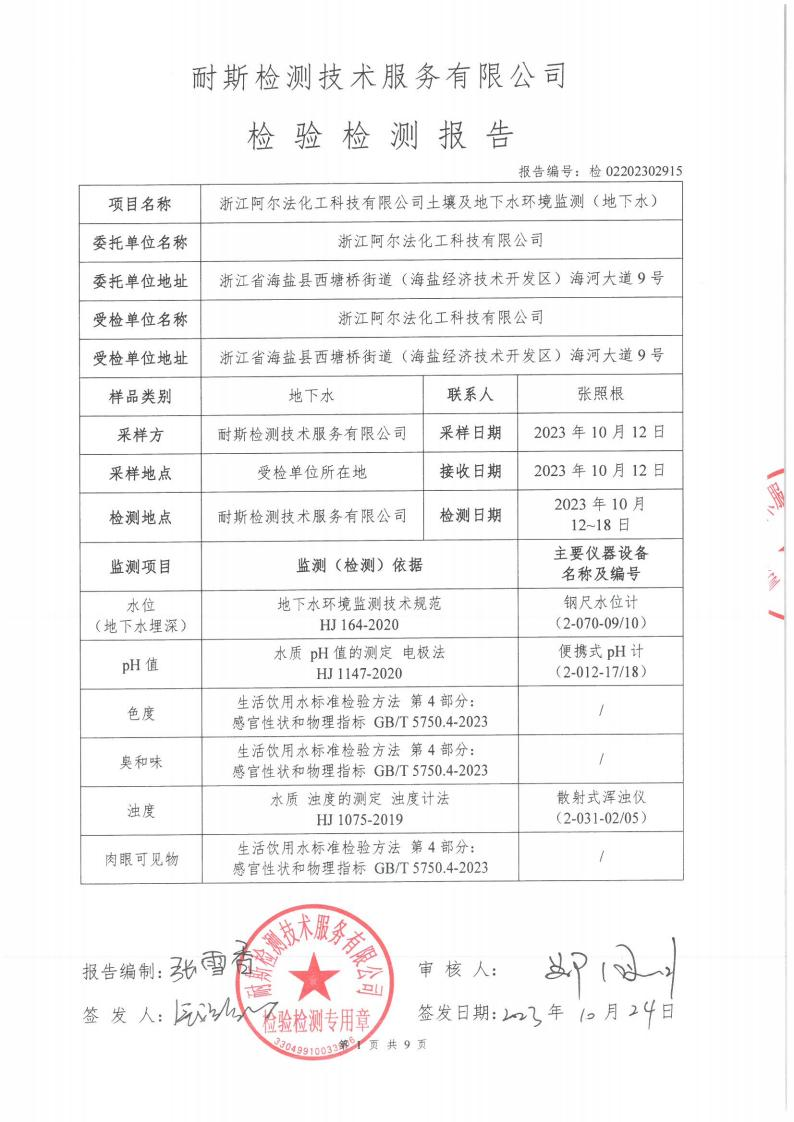 耐斯检测技术服务有限公司
检验检测报告
报告编号：检 02202302915
项目名称 浙江阿尔法化工科技有限公司土壤及地下水环境监测（地下水）
委托单位名称 浙江阿尔法化工科技有限公司
委托单位地址 浙江省海盐县西塘桥街道（海盐经济技术开发区）海河大道 9 号
受检单位名称 浙江阿尔法化工科技有限公司
受检单位地址 浙江省海盐县西塘桥街道（海盐经济技术开发区）海河大道 9 号
样品类别 地下水 联系人 张照根
采样方 耐斯检测技术服务有限公司 采样日期 2023 年 10 月 12 日
采样地点 受检单位所在地 接收日期 2023 年 10 月 12 日
检测地点 耐斯检测技术服务有限公司 检测日期 2023 年 10 月
12~18 日
监测项目 监测（检测）依据 主要仪器设备
名称及编号
水位
（地下水埋深）
地下水环境监测技术规范
HJ 164-2020
钢尺水位计
（2-070-09/10）
pH 值
水质 pH 值的测定 电极法
HJ 1147-2020
便携式 pH 计
（2-012-17/18）
色度
生活饮用水标准检验方法 第 4 部分：
感官性状和物理指标 GB/T 5750.4-2023
/
臭和味
生活饮用水标准检验方法 第 4 部分：
感官性状和物理指标 GB/T 5750.4-2023
/
浊度
水质 浊度的测定 浊度计法
HJ 1075-2019
散射式浑浊仪
（2-031-02/05）
肉眼可见物
生活饮用水标准检验方法 第 4 部分：
感官性状和物理指标 GB/T 5750.4-2023
/
报告编制：张雪香 审 核 人：
签 发 人： 签发日期：2023 年 10 月 24 日
耐斯检测技术服务有限公司
检验检测专用章
第 1 页 共 9 页